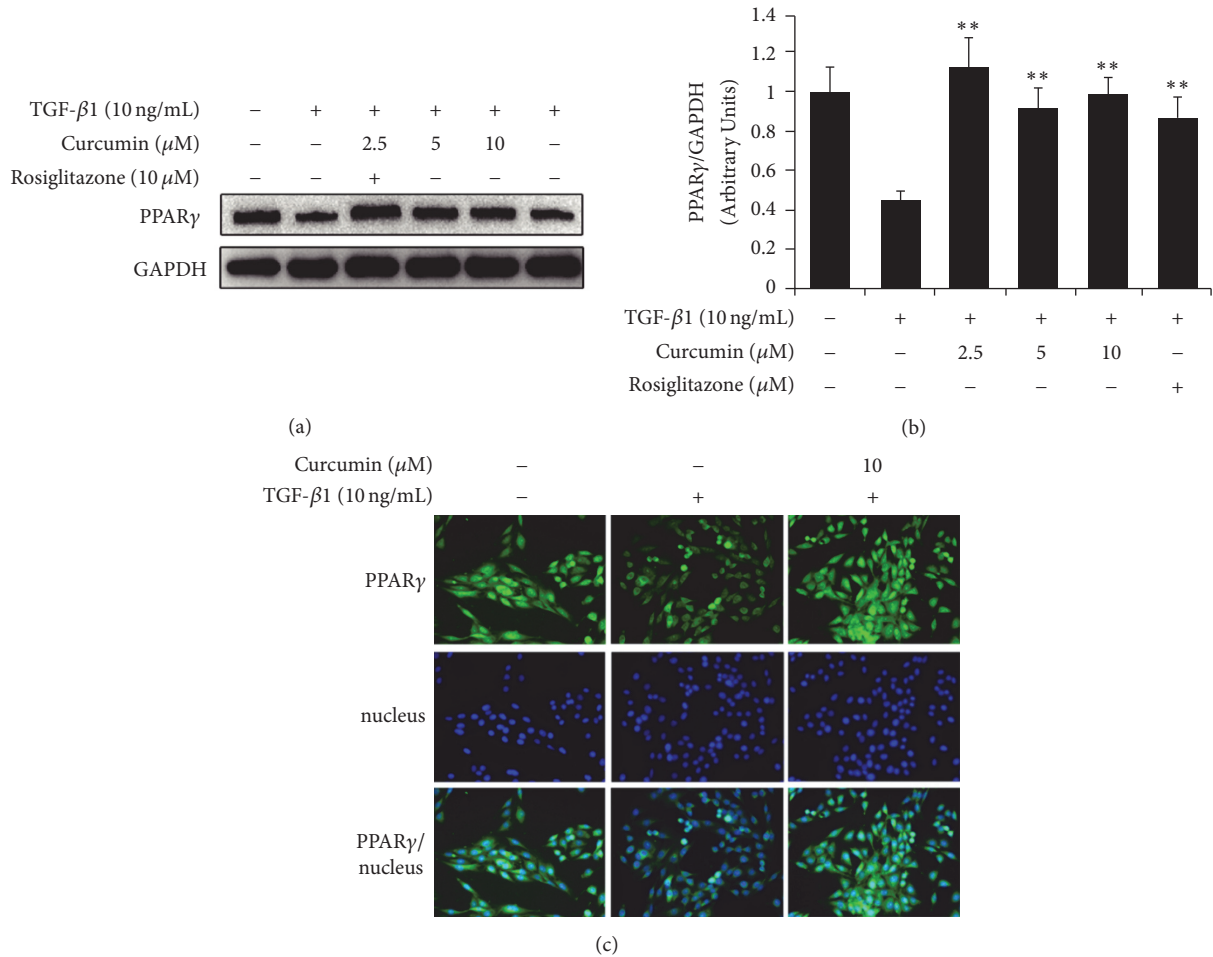 TGF-β1 (10 ng/mL) – + + + + +
Curcumin (μM) – – 2.5 5 10 –
Rosiglitazone (10 μM) – – + – – –
PPARγ
GAPDH
(a)
PPARγ/GAPDH
(Arbitrary Units)
1.4
1.2
1
0.8
0.6
0.4
0.2
0
** ** ** **
TGF-β1 (10 ng/mL) – + + + + +
Curcumin (μM) – – 2.5 5 10 –
Rosiglitazone (μM) – – – – – +
(b)
Curcumin (μM) – – 10
TGF-β1 (10 ng/mL) – + +
PPARγ
nucleus
PPARγ/
nucleus
(c)